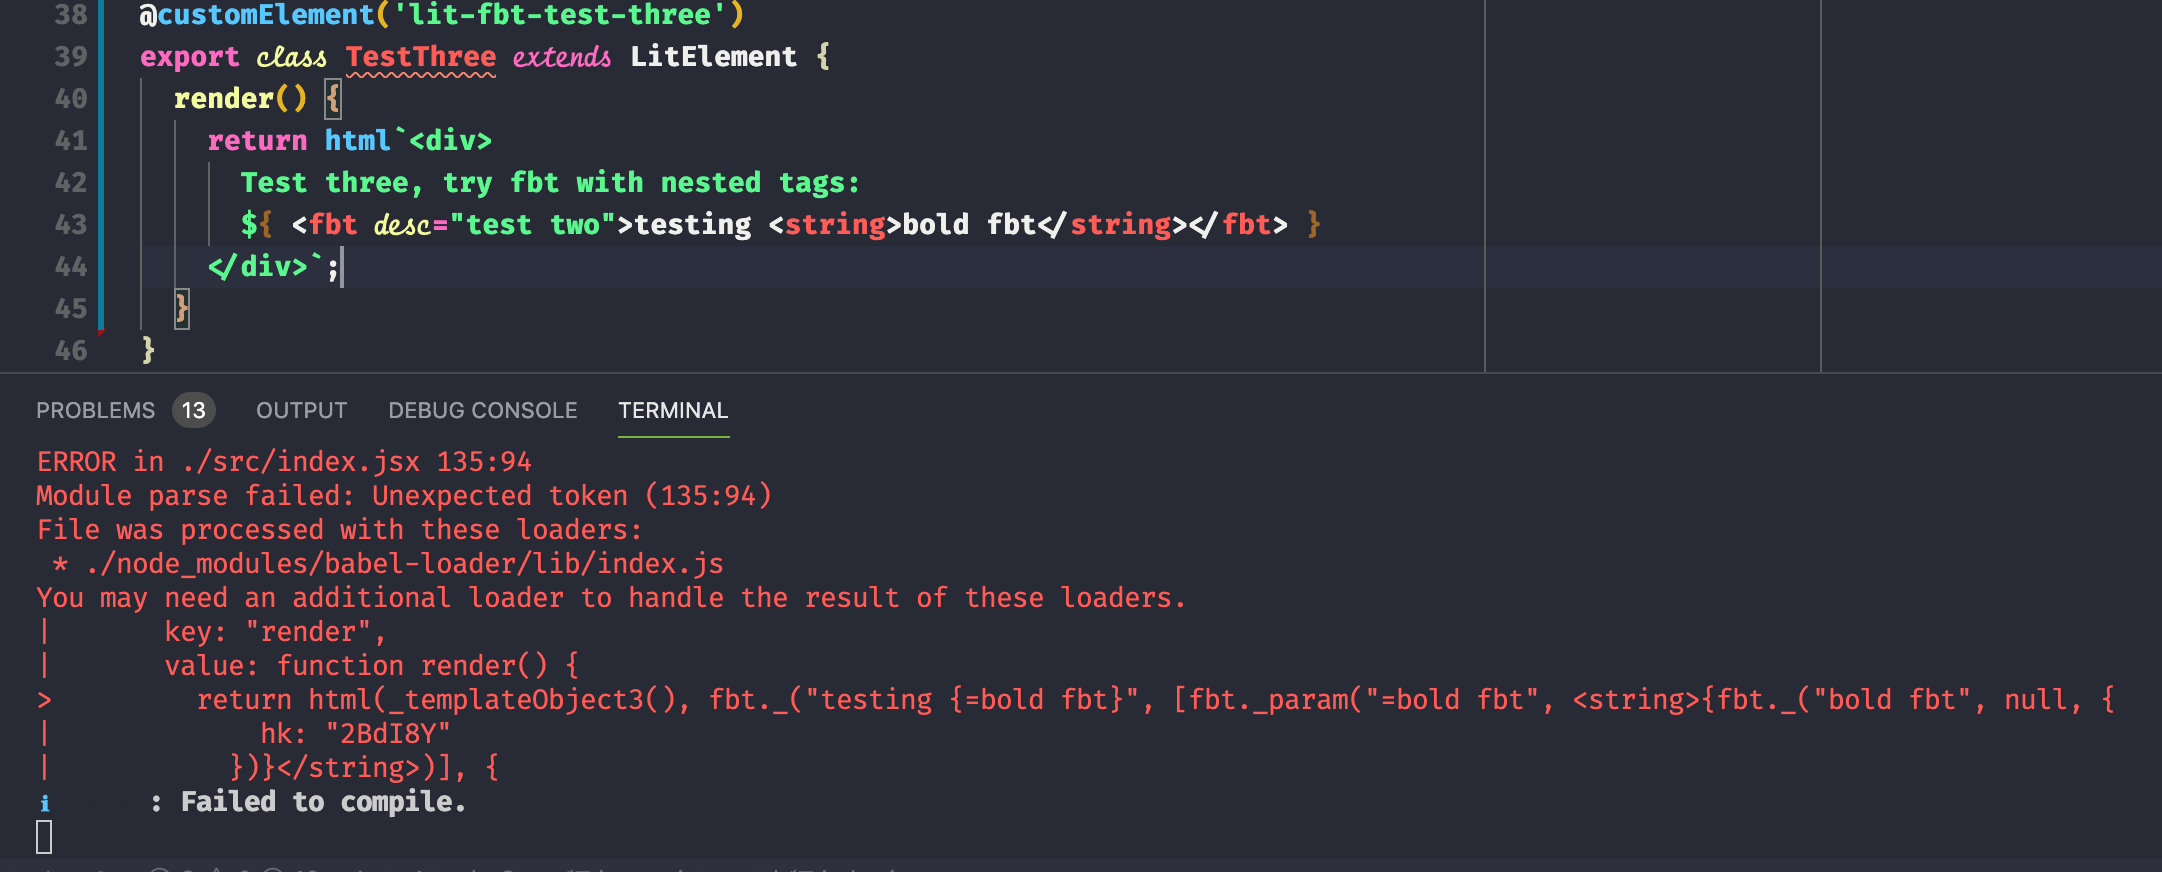 38 @customElement('lit-fbt-test-three')
39 export class TestThree extends LitElement {
40 render() {
41 return html`<div>
42 Test three, try fbt with nested tags:
43 ${ <fbt desc="test two">testing <string>bold fbt</string></fbt> }
44 </div>`;
45 }
46 }
PROBLEMS 13 OUTPUT DEBUG CONSOLE TERMINAL
ERROR in ./src/index.jsx 135:94
Module parse failed: Unexpected token (135:94)
File was processed with these loaders:
* ./node_modules/babel-loader/lib/index.js
You may need an additional loader to handle the result of these loaders.
| key: "render",
| value: function render() {
> return html(_templateObject3(), fbt._("testing {=bold fbt}", [fbt._param("=bold fbt", <string>{fbt._("bold fbt", null, {
| hk: "2BdI8Y"
| })}</string>)], {
i : Failed to compile.